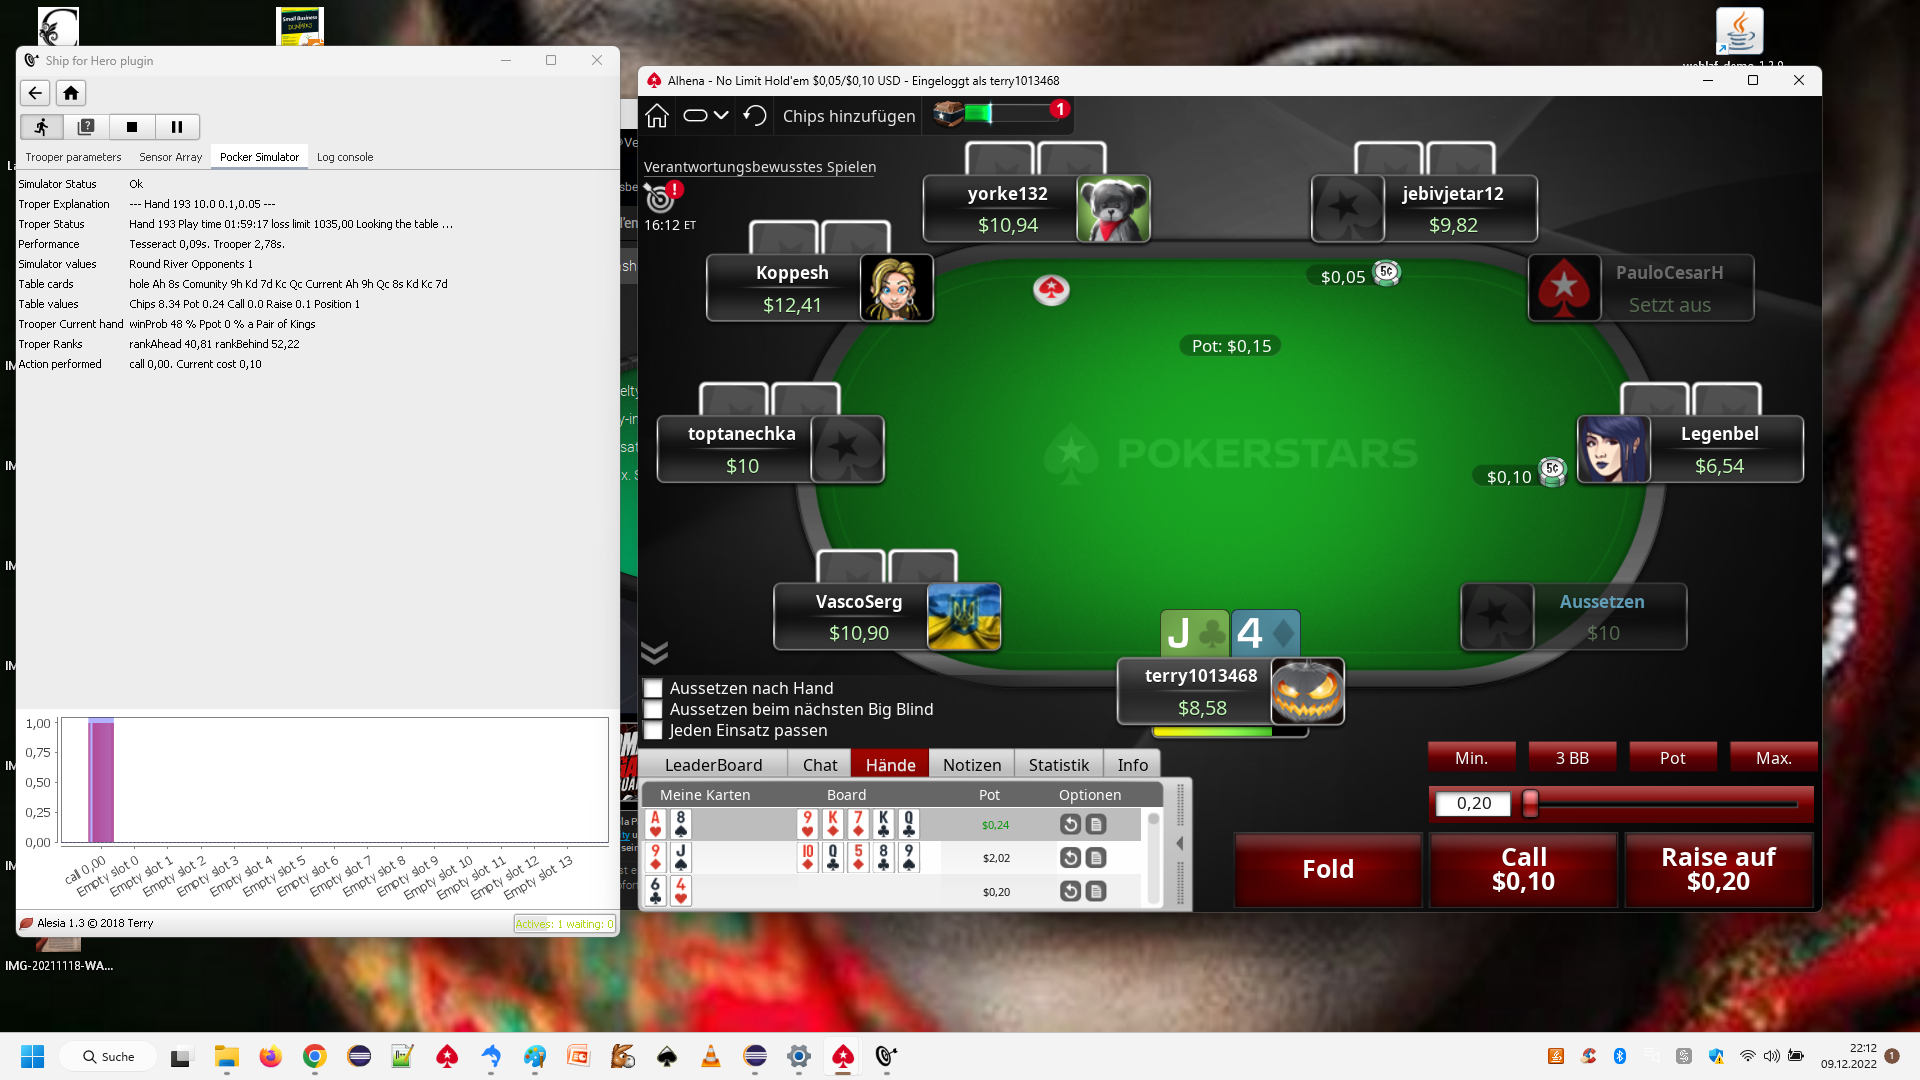 Small Business
DUMMIES
weblaf_demo_1.2.9
Ship for Hero plugin
Trooper parameters
Sensor Array
Pocker Simulator
Log console
Simulator Status Ok
Troper Explanation --- Hand 193 10.0 0.1,0.05 ---
Troper Status Hand 193 Play time 01:59:17 loss limit 1035,00 Looking the table ...
Performance Tesseract 0,09s. Trooper 2,78s.
Simulator values Round River Opponents 1
Table cards hole Ah 8s Comunity 9h Kd 7d Kc Qc Current Ah 9h Qc 8s Kd Kc 7d
Table values Chips 8.34 Pot 0.24 Call 0.0 Raise 0.1 Position 1
Trooper Current hand winProb 48 % Ppot 0 % a Pair of Kings
Troper Ranks rankAhead 40,81 rankBehind 52,22
Action performed call 0,00. Current cost 0,10
1,00
0,75
0,50
0,25
0,00
call 0,00
Empty slot 0
Empty slot 1
Empty slot 2
Empty slot 3
Empty slot 4
Empty slot 5
Empty slot 6
Empty slot 7
Empty slot 8
Empty slot 9
Empty slot 10
Empty slot 11
Empty slot 12
Empty slot 13
Alesia 1.3 © 2018 Terry
Actives: 1 waiting: 0
IMG-20211118-WA...
Alhena - No Limit Hold'em $0,05/$0,10 USD - Eingeloggt als terry1013468
Chips hinzufügen
1
Verantwortungsbewusstes Spielen
!
16:12 ET
yorke132
$10,94
jebivjetar12
$9,82
Koppesh
$12,41
PauloCesarH
Setzt aus
$0,05
5¢
Pot: $0,15
toptanechka
$10
POKERSTARS
Legenbel
$6,54
$0,10
5¢
VascoSerg
$10,90
Aussetzen
$10
J 4
terry1013468
$8,58
Aussetzen nach Hand
Aussetzen beim nächsten Big Blind
Jeden Einsatz passen
LeaderBoard
Chat
Hände
Notizen
Statistik
Info
Meine Karten Board Pot Optionen
A 8 9 K 7 K Q $0,24
9 J 10 Q 5 8 9 $2,02
6 4 $0,20
Min.
3 BB
Pot
Max.
0,20
Fold
Call
$0,10
Raise auf
$0,20
Suche
22:12
09.12.2022
1